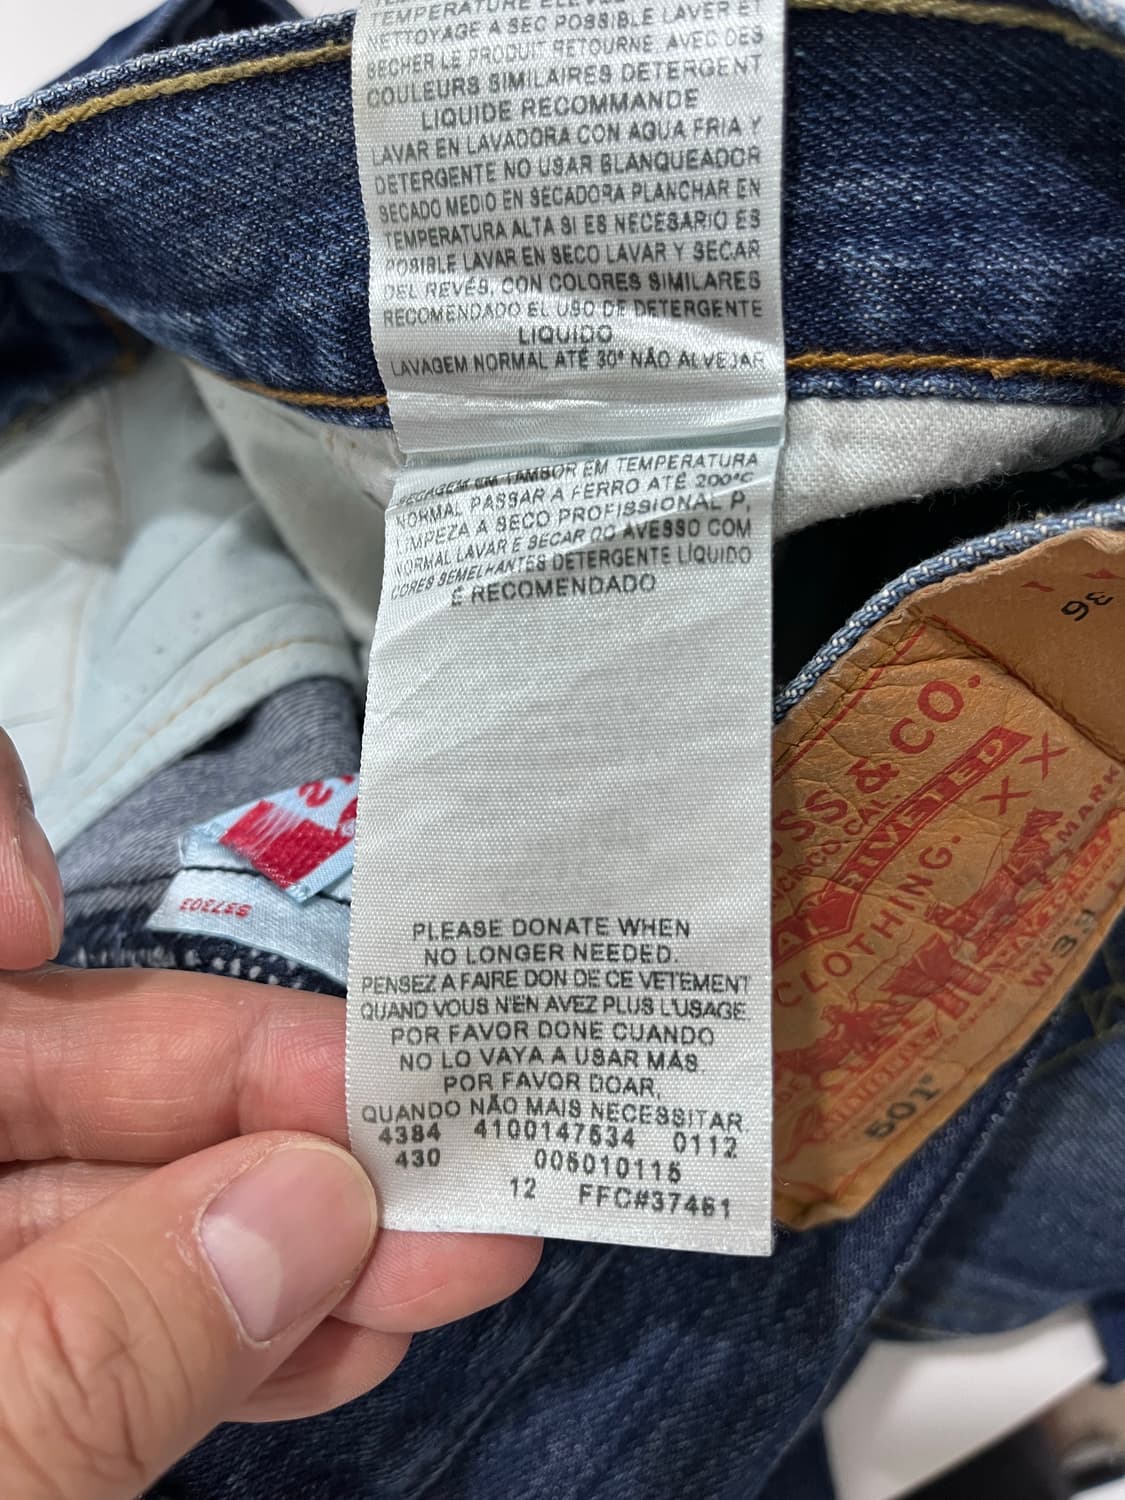 TEMPERATURE
NETTOYAGE A SEC POSSIBLE LAVER ET
SECHER LE PRODUIT RETOURNE. AVEC DES
COULEURS SIMILAIRES DETERGENT
LIQUIDE RECOMMANDE
LAVAR EN LAVADORA CON AGUA FRIA Y
DETERGENTE NO USAR BLANQUEADOR
SECADO MEDIO EN SECADORA PLANCHAR EN
TEMPERATURA ALTA SI ES NECESARIO ES
POSIBLE LAVAR EN SECO LAVAR Y SECAR
DEL REVÉS, CON COLORES SIMILARES
RECOMENDADO EL USO DE DETERGENTE
LIQUIDO
LAVAGEM NORMAL ATÉ 30° NÃO ALVEJAR
SECAGEM EM TAMBOR EM TEMPERATURA
NORMAL PASSAR A FERRO ATÉ 200°C
LIMPEZA A SECO PROFISSIONAL P,
NORMAL LAVAR E SECAR DO AVESSO COM
CORES SEMELHANTES DETERGENTE LÍQUIDO
É RECOMENDADO
PLEASE DONATE WHEN
NO LONGER NEEDED.
PENSEZ A FAIRE DON DE CE VETEMENT
QUAND VOUS N'EN AVEZ PLUS L'USAGE.
POR FAVOR DONE CUANDO
NO LO VAYA A USAR MÁS.
POR FAVOR DOAR,
QUANDO NÃO MAIS NECESSITAR.
4384 4100147534 0112
430 005010115
12 FFC#37461
537303
36
SS & CO.
CISCO CAL.
RIVETED
CLOTHING.
XX
MARK
501